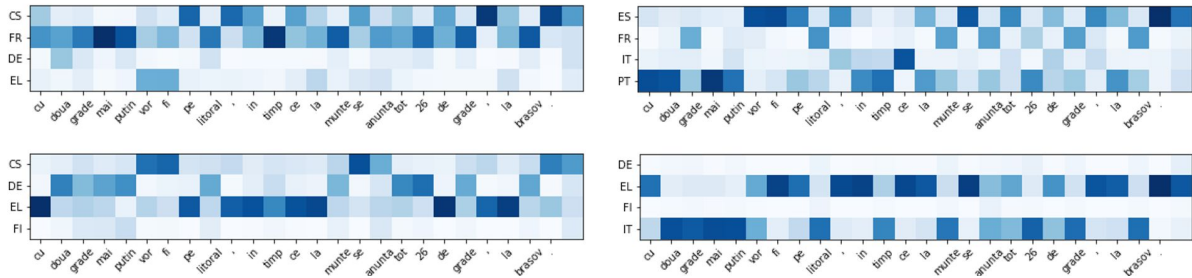 CS
FR
DE
EL
cu doua grade mai putin vor fi pe litoral , in timp ce la munte se anunta tot 26 de grade , la brasov .
ES
FR
IT
PT
cu doua grade mai putin vor fi pe litoral , in timp ce la munte se anunta tot 26 de grade , la brasov .
CS
DE
EL
FI
cu doua grade mai putin vor fi pe litoral , in timp ce la munte se anunta tot 26 de grade , la brasov .
DE
EL
FI
IT
cu doua grade mai putin vor fi pe litoral , in timp ce la munte se anunta tot 26 de grade , la brasov .